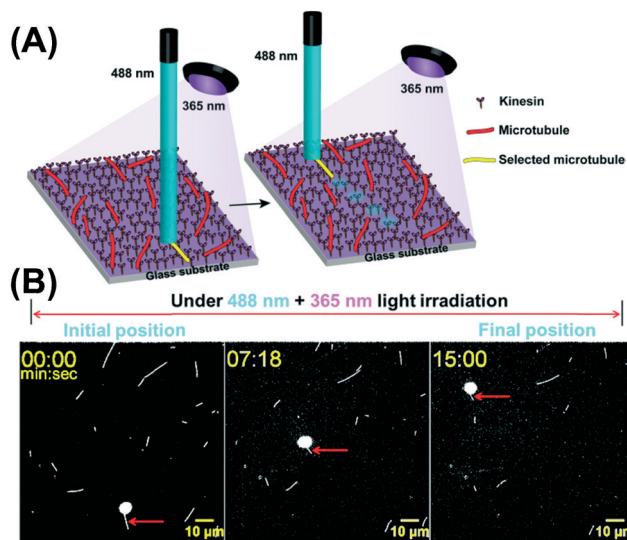 (A)
488 nm
365 nm
488 nm
365 nm
Kinesin
Microtubule
Selected microtubule
Glass substrate
Glass substrate
(B)
Under 488 nm + 365 nm light irradiation
Initial position
Final position
00:00
min:sec
07:18
15:00
10 µm
10 µm
10 µm